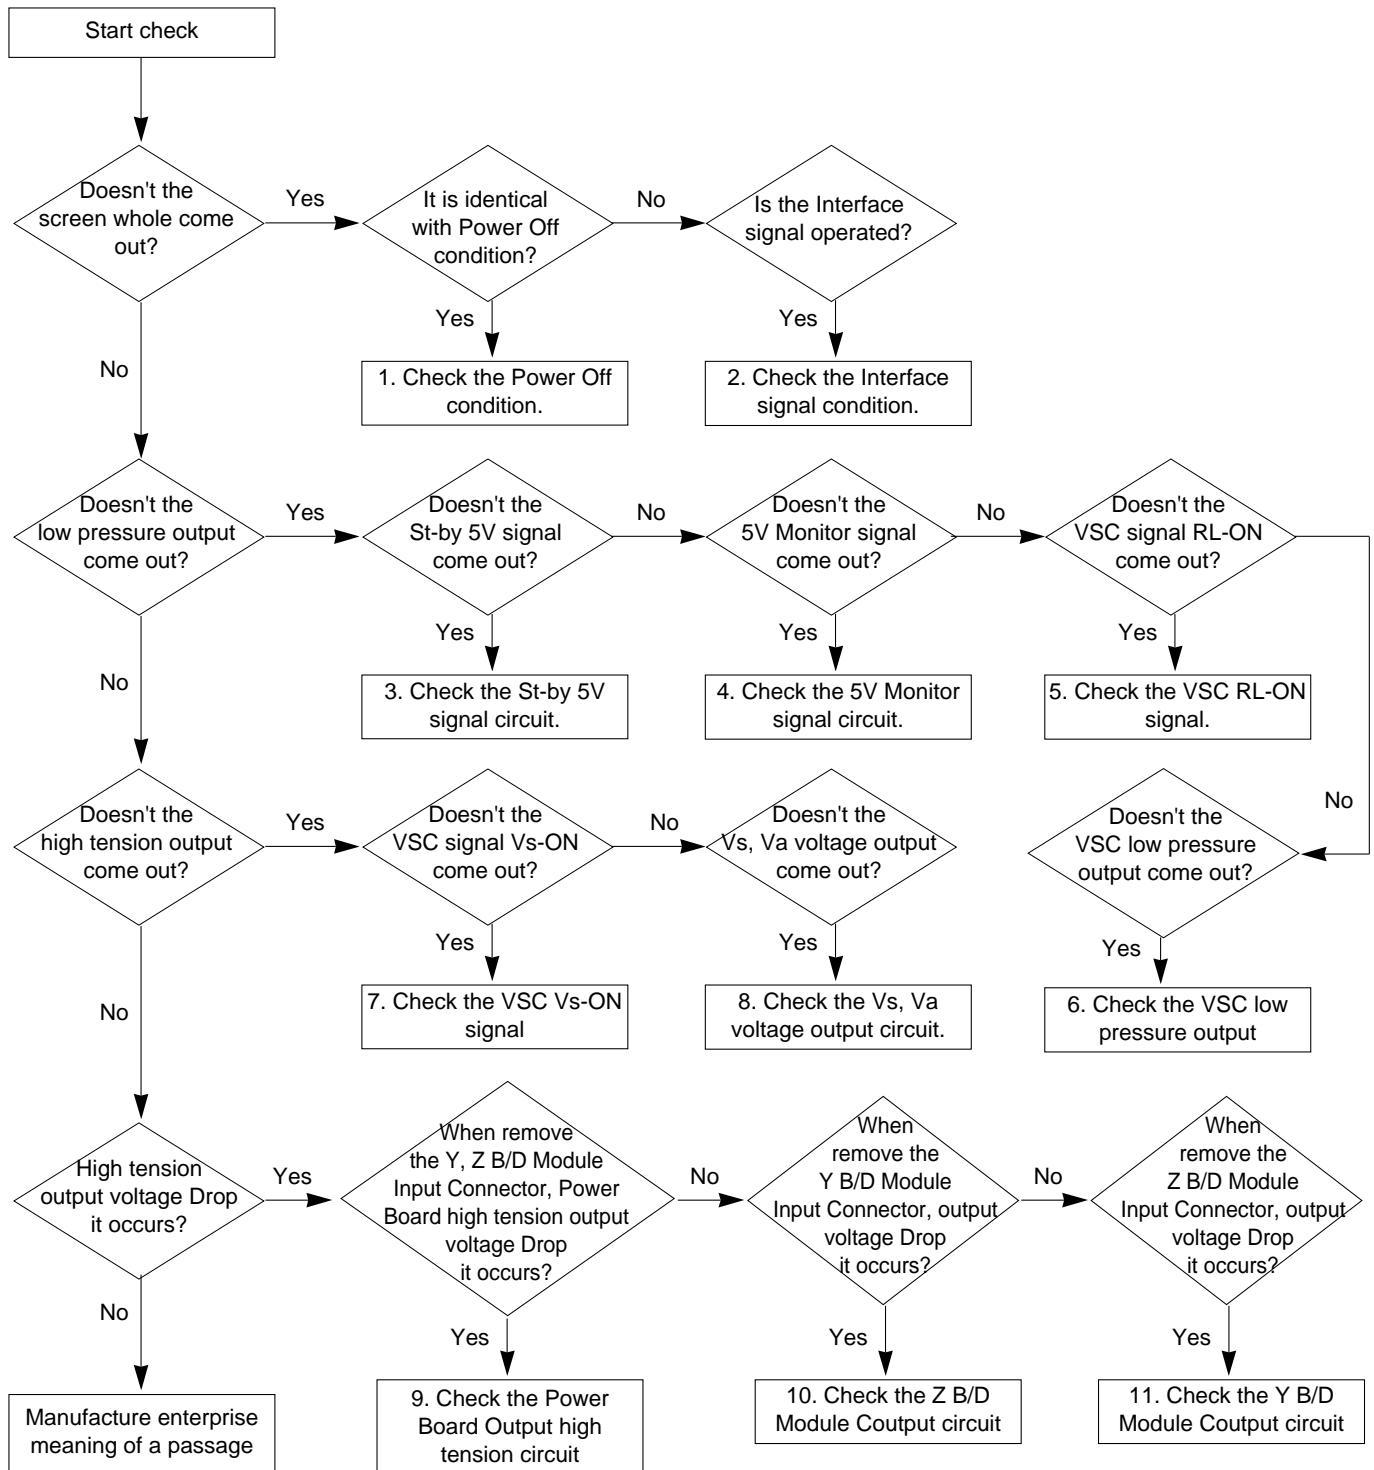 Start check
Doesn't the
screen whole come
out?
Yes
It is identical
with Power Off
condition?
No
Is the Interface
signal operated?
Yes
Yes
No
1. Check the Power Off
condition.
2. Check the Interface
signal condition.
Doesn't the
low pressure output
come out?
Yes
Doesn't the
St-by 5V signal
come out?
No
Doesn't the
5V Monitor signal
come out?
No
Doesn't the
VSC signal RL-ON
come out?
Yes
Yes
Yes
No
3. Check the St-by 5V
signal circuit.
4. Check the 5V Monitor
signal circuit.
5. Check the VSC RL-ON
signal.
No
Doesn't the
high tension output
come out?
Yes
Doesn't the
VSC signal Vs-ON
come out?
No
Doesn't the
Vs, Va voltage output
come out?
Doesn't the
VSC low pressure
output come out?
Yes
Yes
Yes
No
7. Check the VSC Vs-ON
signal
8. Check the Vs, Va
voltage output circuit.
6. Check the VSC low
pressure output
High tension
output voltage Drop
it occurs?
Yes
When remove
the Y, Z B/D Module
Input Connector, Power
Board high tension output
voltage Drop
it occurs?
No
When
remove the
Y B/D Module
Input Connector, output
voltage Drop
it occurs?
No
When
remove the
Z B/D Module
Input Connector, output
voltage Drop
it occurs?
No
Yes
Yes
Yes
Manufacture enterprise
meaning of a passage
9. Check the Power
Board Output high
tension circuit
10. Check the Z B/D
Module Coutput circuit
11. Check the Y B/D
Module Coutput circuit